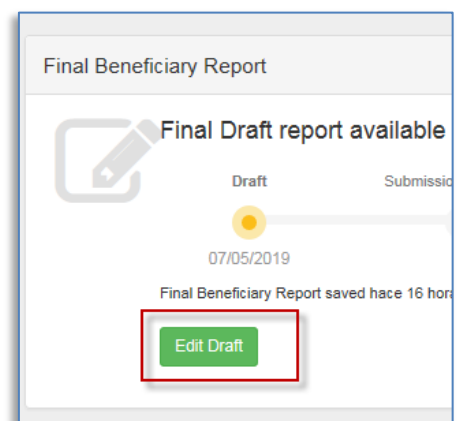 Final Beneficiary Report
Final Draft report available
Draft
07/05/2019
Final Beneficiary Report saved hace 16
Edit Draft